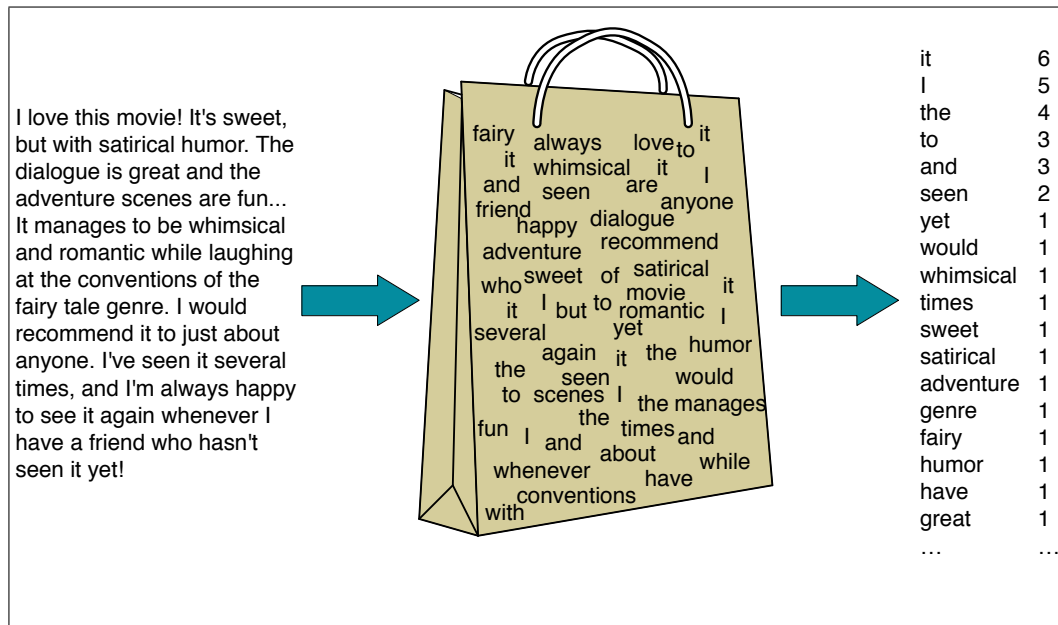 I love this movie! It's sweet,
but with satirical humor. The
dialogue is great and the
adventure scenes are fun...
It manages to be whimsical
and romantic while laughing
at the conventions of the
fairy tale genre. I would
recommend it to just about
anyone. I've seen it several
times, and I'm always happy
to see it again whenever I
have a friend who hasn't
seen it yet!
fairy always love to it
it whimsical it I
and seen are anyone
friend happy dialogue
adventure recommend
who sweet of satirical it
it I but to movie romantic I
several yet
again it the humor
the seen would
to scenes I the manages
fun I and the times and
about while
whenever have
conventions
with
it 6
I 5
the 4
to 3
and 3
seen 2
yet 1
would 1
whimsical 1
times 1
sweet 1
satirical 1
adventure 1
genre 1
fairy 1
humor 1
have 1
great 1
… …